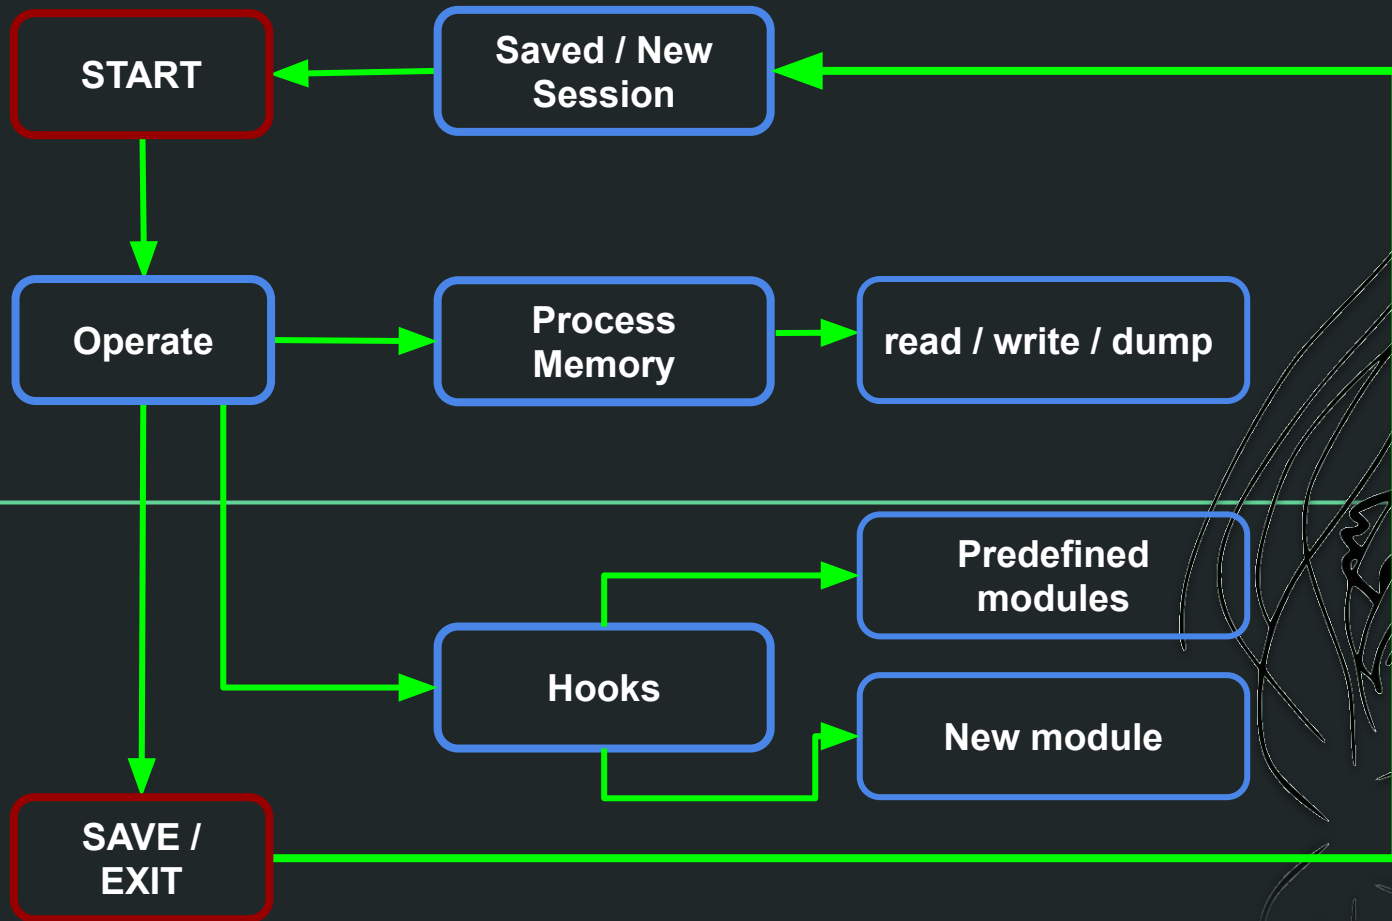 START
Saved / New
Session
Operate
Process
Memory
read / write / dump
Predefined
modules
Hooks
New module
SAVE /
EXIT